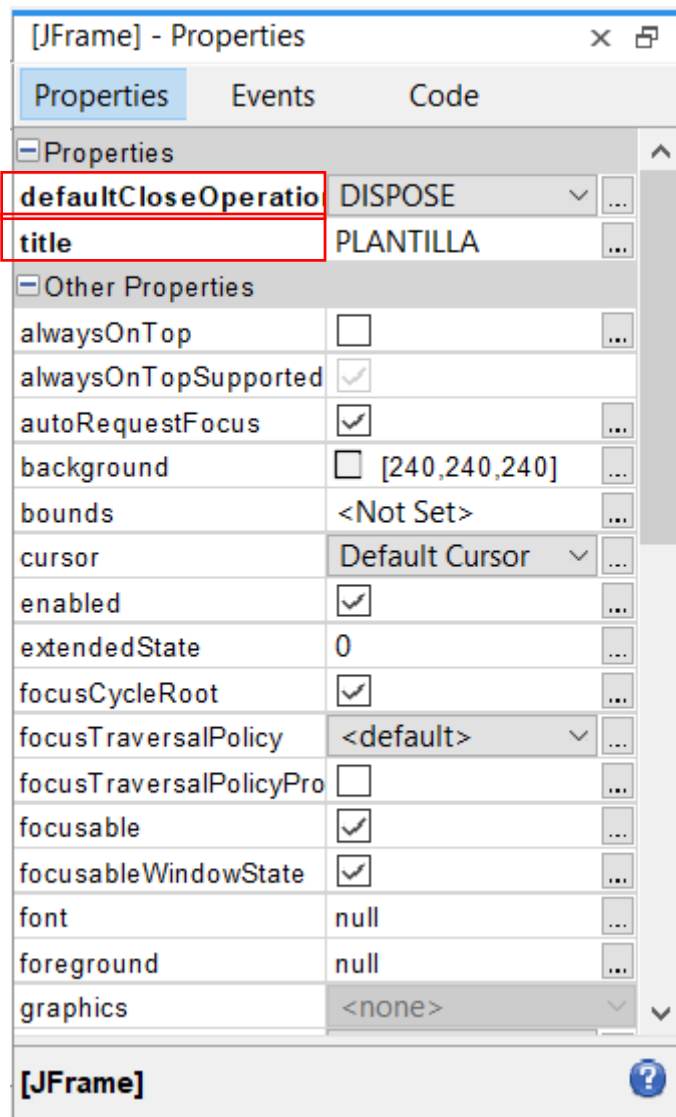 [JFrame] - Properties
Properties Events Code
Properties
defaultCloseOperation DISPOSE ...
title PLANTILLA ...
Other Properties
alwaysOnTop ...
alwaysOnTopSupported
autoRequestFocus ...
background [240,240,240] ...
bounds <Not Set> ...
cursor Default Cursor ...
enabled ...
extendedState 0 ...
focusCycleRoot ...
focusTraversalPolicy <default> ...
focusTraversalPolicyPro ...
focusable ...
focusableWindowState ...
font null ...
foreground null ...
graphics <none>
[JFrame] ?